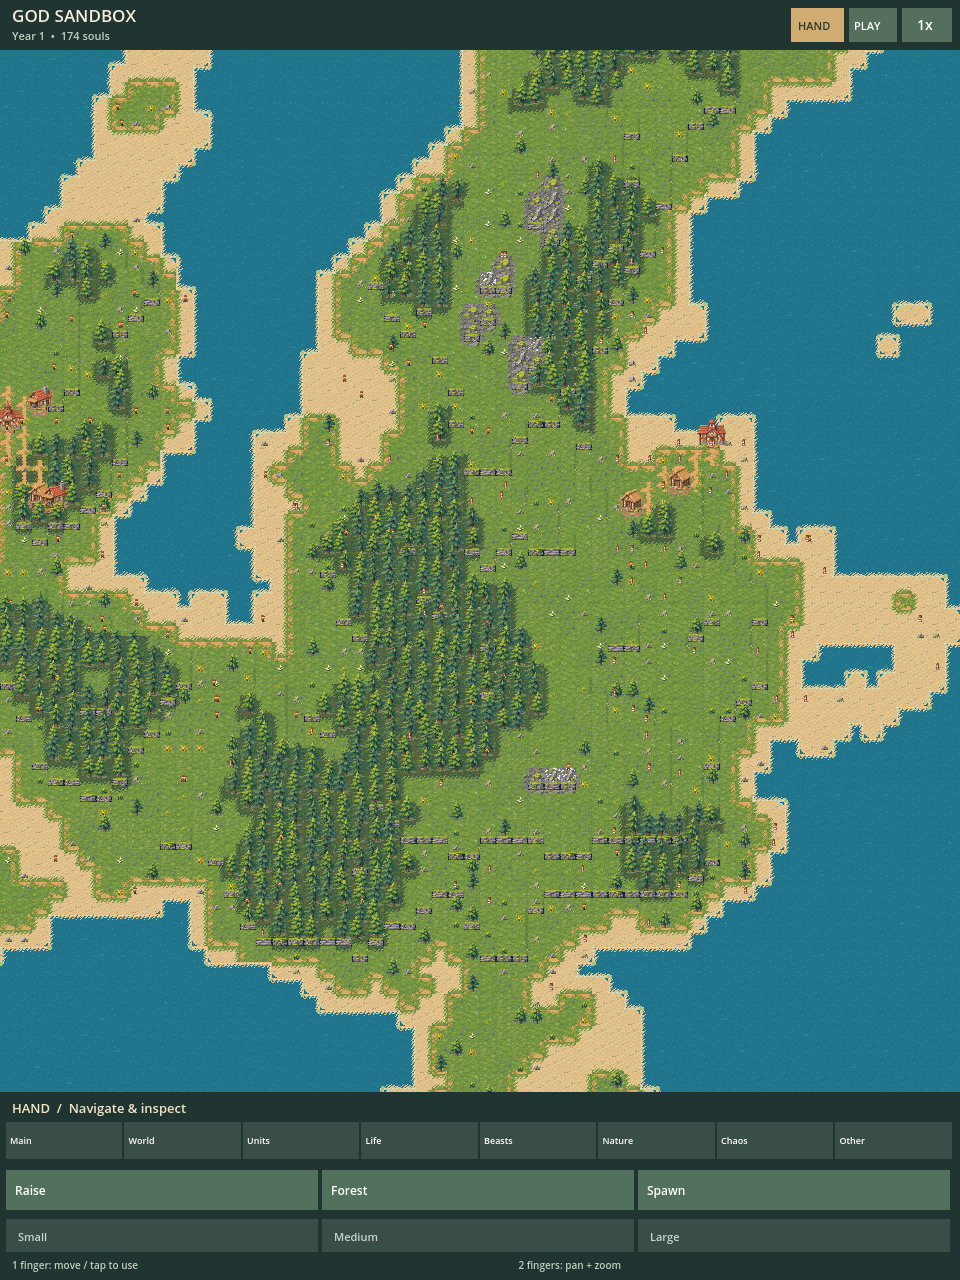 GOD SANDBOX
Year 1 • 174 souls
HAND
PLAY
1x
HAND / Navigate & inspect
Main
World
Units
Life
Beasts
Nature
Chaos
Other
Raise
Forest
Spawn
Small
Medium
Large
1 finger: move / tap to use
2 fingers: pan + zoom